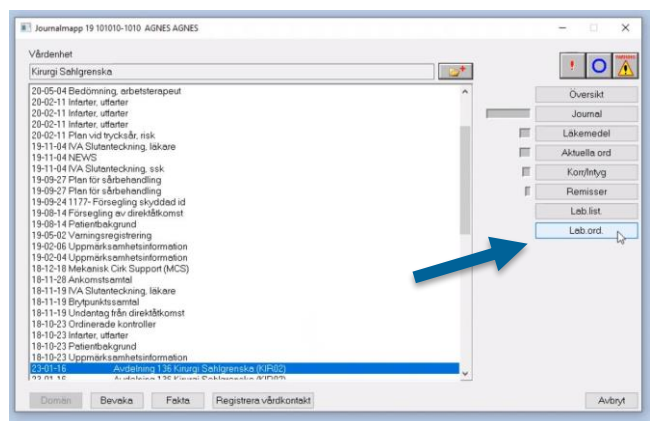 Journalmapp 19 101010-1010 AGNES AGNES
Vårdenhet
Kirurgi Sahlgrenska
20-05-04 Bedömning, arbetsterapeut
20-02-11 Infarter, utfarter
20-02-11 Infarter, utfarter
20-02-11 Infarter, utfarter
20-02-11 Plan vid trycksår, risk
19-11-04 IVA Slutanteckning, läkare
19-11-04 NEWS
19-11-04 IVA Slutanteckning, ssk
19-09-27 Plan för sårbehandling
19-09-27 Plan för sårbehandling
19-09-24 1177- Försegling skyddad id
19-08-14 Försegling av direktåtkomst
19-08-14 Patientbakgrund
19-05-02 Varningsregistrering
19-02-06 Uppmärksamhetsinformation
19-02-04 Uppmärksamhetsinformation
18-12-18 Mekanisk Cirk Support (MCS)
18-11-28 Ankomstsamtal
18-11-19 IVA Slutanteckning, läkare
18-11-19 Brytpunktssamtal
18-11-19 Undantag från direktåtkomst
18-10-23 Ordinerade kontroller
18-10-23 Infarter, utfarter
18-10-23 Patientbakgrund
18-10-23 Uppmärksamhetsinformation
23-01-16 Avdelning 136 Kirurgi Sahlgrenska (KIR02)
23-01-16 Avdelning 136 Kirurgi Sahlgrenska (KIR02)
Översikt
Journal
Läkemedel
Aktuella ord
Korr/Intyg
Remisser
Lab.list.
Lab.ord.
Domän
Bevaka
Fakta
Registrera vårdkontakt
Avbryt